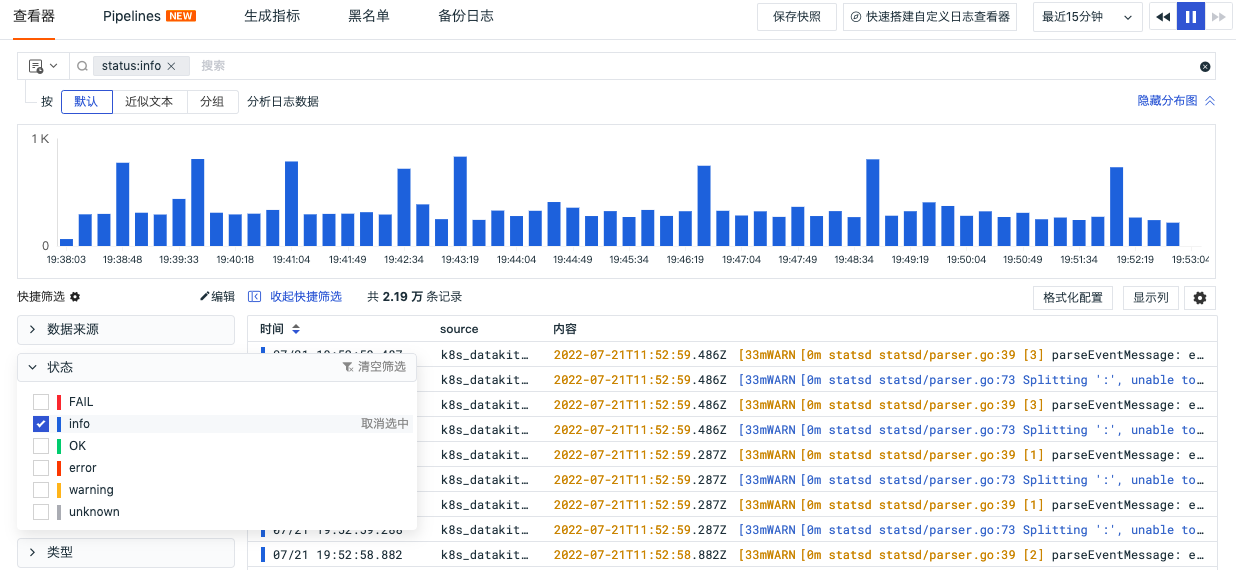 查看器 Pipelines NEW 生成指标 黑名单 备份日志 保存快照 快速搭建自定义日志查看器 最近15分钟
status:info 搜索
按 默认 近似文本 分组 分析日志数据 隐藏分布图
1 K
0
19:38:03 19:38:48 19:39:33 19:40:18 19:41:04 19:41:49 19:42:34 19:43:19 19:44:04 19:44:49 19:45:34 19:46:19 19:47:04 19:47:49 19:48:34 19:49:19 19:50:04 19:50:49 19:51:34 19:52:19 19:53:04
快捷筛选 编辑 收起快捷筛选 共 2.19 万 条记录 格式化配置 显示列
数据来源
时间 source 内容
k8s_datakit… 2022-07-21T11:52:59.486Z [33mWARN [0m statsd statsd/parser.go:39 [3] parseEventMessage: e…
状态 清空筛选
k8s_datakit… 2022-07-21T11:52:59.486Z [33mWARN [0m statsd statsd/parser.go:73 Splitting ':', unable to…
FAIL
k8s_datakit… 2022-07-21T11:52:59.486Z [33mWARN [0m statsd statsd/parser.go:39 [3] parseEventMessage: e…
info 取消选中
k8s_datakit… 2022-07-21T11:52:59.486Z [33mWARN [0m statsd statsd/parser.go:73 Splitting ':', unable to…
OK
k8s_datakit… 2022-07-21T11:52:59.287Z [33mWARN [0m statsd statsd/parser.go:39 [1] parseEventMessage: e…
error
k8s_datakit… 2022-07-21T11:52:59.287Z [33mWARN [0m statsd statsd/parser.go:73 Splitting ':', unable to…
warning
k8s_datakit… 2022-07-21T11:52:59.287Z [33mWARN [0m statsd statsd/parser.go:39 [1] parseEventMessage: e…
unknown
k8s_datakit… 2022-07-21T11:52:59.287Z [33mWARN [0m statsd statsd/parser.go:73 Splitting ':', unable to…
类型
07/21 19:52:58.882 k8s_datakit… 2022-07-21T11:52:58.882Z [33mWARN [0m statsd statsd/parser.go:39 [2] parseEventMessage: e…